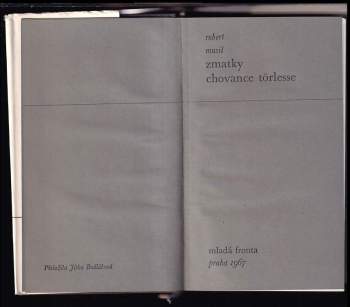 Přeložila Jitka Bodláková
robert
musil
zmatky
chovance törlesse
mladá fronta
praha 1967